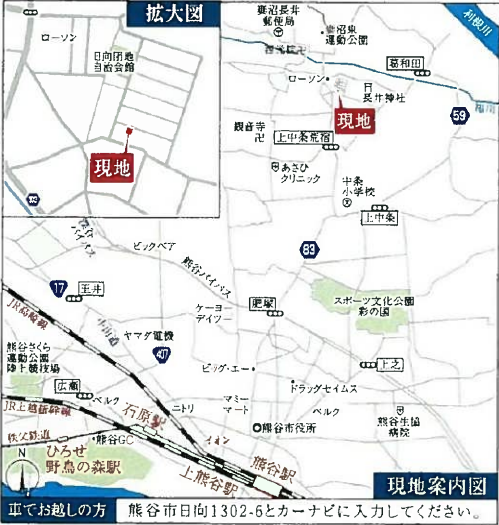 拡大図
ローソン
日向団地
自治会館
現地
妻沼長井
郵便局
妻沼東
運動公園
利根川
葛和田
ローソン
日
長井神社
59
現地
観音寺
上中条荒宿
あさひ
クリニック
中条
小学校
上中条
83
ビックベア
熊谷バイパス
17
玉井
JR高崎線
ケーヨー
デイツー
肥塚
スポーツ文化公園
彩の国
ヤマダ電機
407
熊谷さくら
運動公園
陸上競技場
広瀬
ベルク
ビッグ・エー
上之
ドラッグセイムス
マミー
マート
ベルク
ニトリ
JR上越新幹線
石原駅
熊谷市役所
熊谷生協
病院
秩父鉄道
熊谷GC
イオン
ひろせ
野鳥の森駅
上熊谷駅
熊谷駅
N
現地案内図
車でお越しの方
熊谷市日向1302-6とカーナビに入力してください。